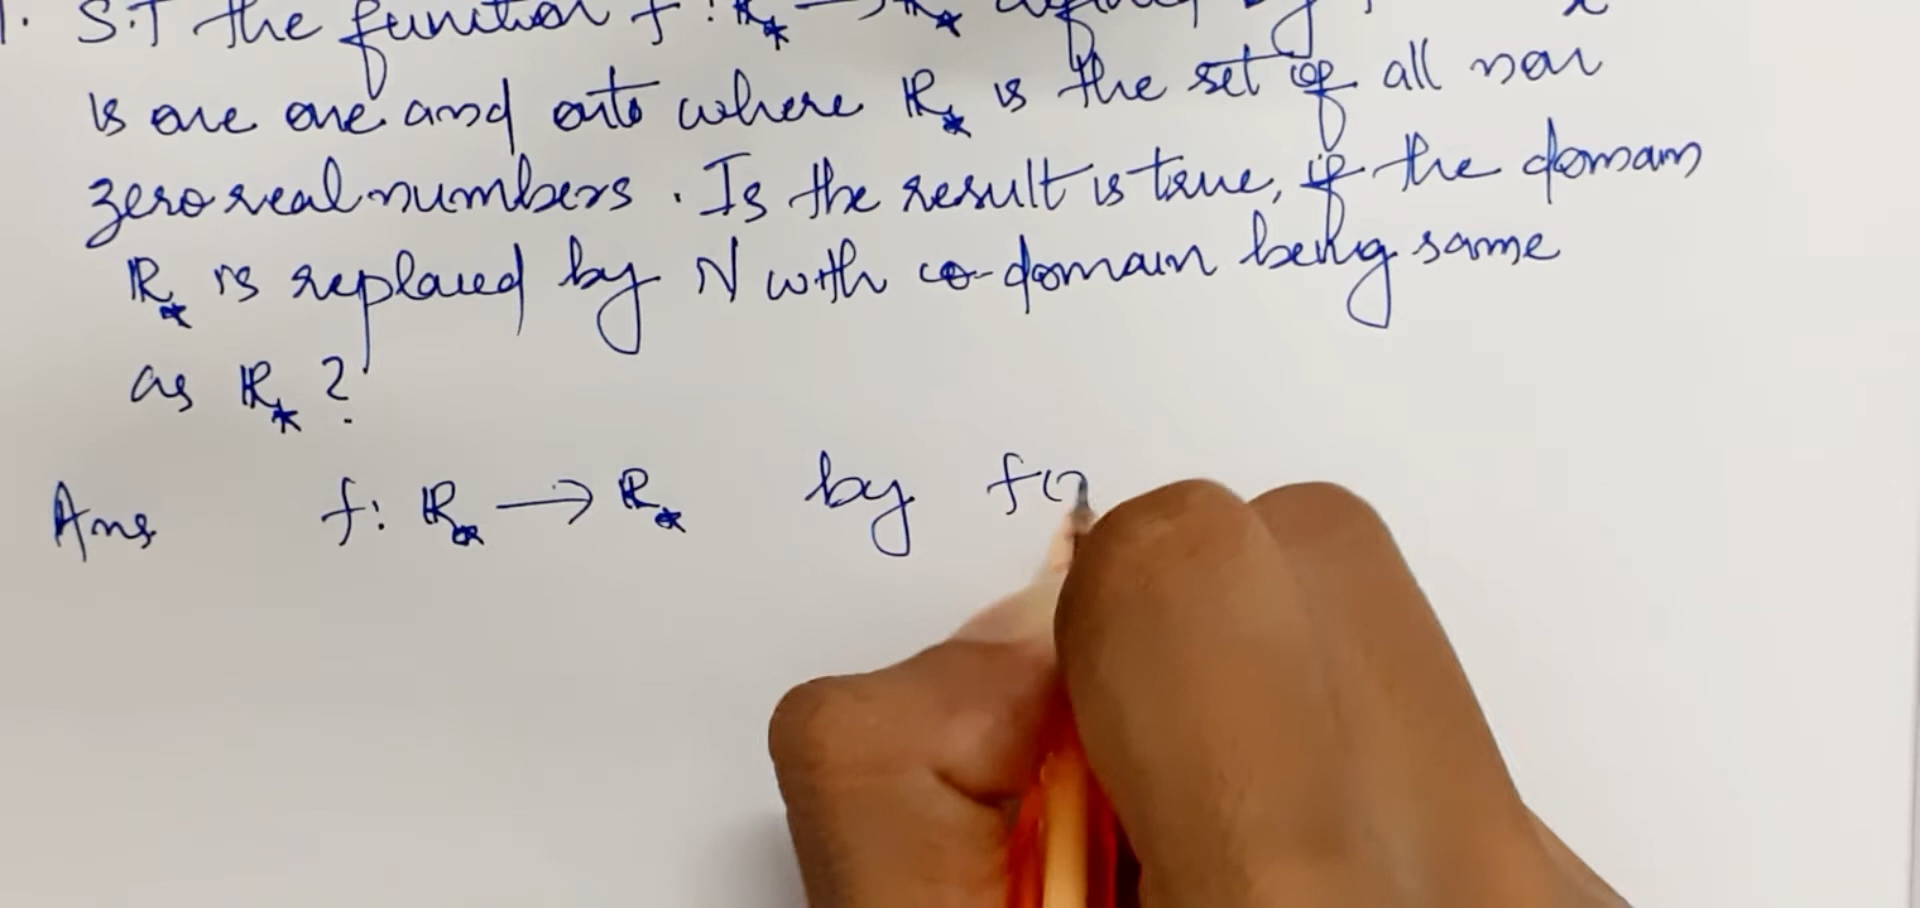 1. S.T the function f: R* → R* defined by
is one one and onto where R* is the set of all non
zero real numbers. Is the result is true, if the domain
R* is replaced by N with co-domain being same
as R* ?
Ans f: R* → R* by f(